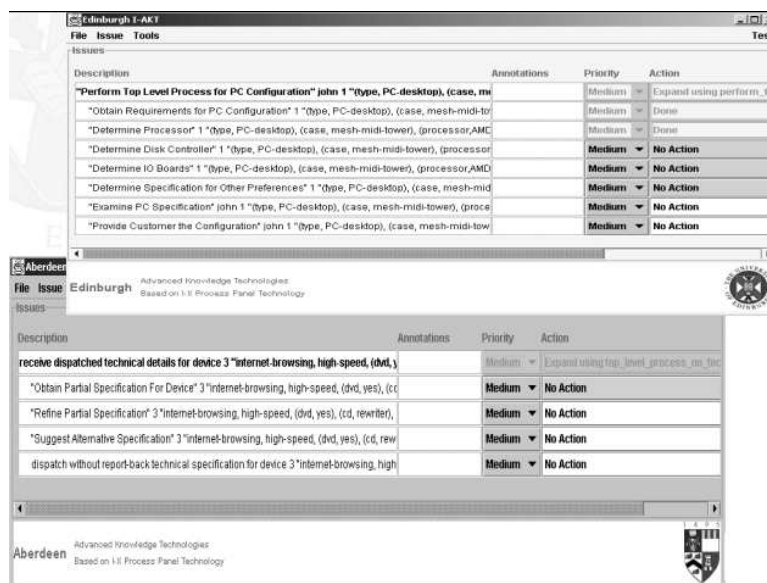 Edinburgh I-AKT
File Issue Tools Tes
Issues
Description Annotations Priority Action
"Perform Top Level Process for PC Configuration" john 1 "(type, PC-desktop), (case, me Medium Expand using perform_t
"Obtain Requirements for PC Configuration" 1 "(type, PC-desktop), (case, mesh-midi-to Medium Done
"Determine Processor" 1 "(type, PC-desktop), (case, mesh-midi-tower), (processor,AMD Medium Done
"Determine Disk Controller" 1 "(type, PC-desktop), (case, mesh-midi-tower), (processor Medium No Action
"Determine IO Boards" 1 "(type, PC-desktop), (case, mesh-midi-tower), (processor,AMD Medium No Action
"Determine Specification for Other Preferences" 1 "(type, PC-desktop), (case, mesh-mid Medium No Action
"Examine PC Specification" john 1 "(type, PC-desktop), (case, mesh-midi-tower), (proce Medium No Action
"Provide Customer the Configuration" john 1 "(type, PC-desktop), (case, mesh-midi-tow Medium No Action
Edinburgh
Advanced Knowledge Technologies
Based on I-X Process Panel Technology
THE UNIVERSITY OF EDINBURGH
Aberdeen
File Issue
Issues
Description Annotations Priority Action
receive dispatched technical details for device 3 "internet-browsing, high-speed, (dvd, y Medium Expand using top_level_process_on_tec
"Obtain Partial Specification For Device" 3 "internet-browsing, high-speed, (dvd, yes), (cd Medium No Action
"Refine Partial Specification" 3 "internet-browsing, high-speed, (dvd, yes), (cd, rewriter), Medium No Action
"Suggest Alternative Specification" 3 "internet-browsing, high-speed, (dvd, yes), (cd, rew Medium No Action
dispatch without report-back technical specification for device 3 "internet-browsing, high Medium No Action
1495
Aberdeen
Advanced Knowledge Technologies
Based on I-X Process Panel Technology